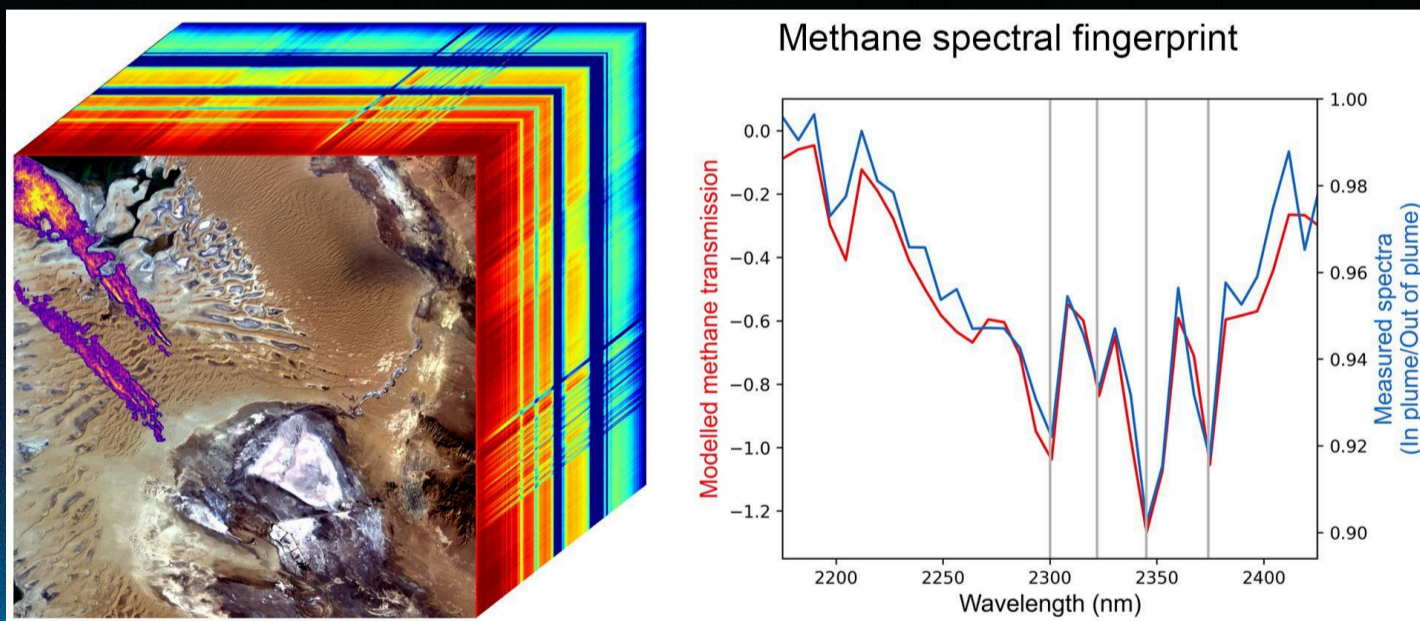 Methane spectral fingerprint
0.0
−0.2
−0.4
−0.6
−0.8
−1.0
−1.2
Modelled methane transmission
1.00
0.98
0.96
0.94
0.92
0.90
Measured spectra
(In plume/Out of plume)
2200 2250 2300 2350 2400
Wavelength (nm)